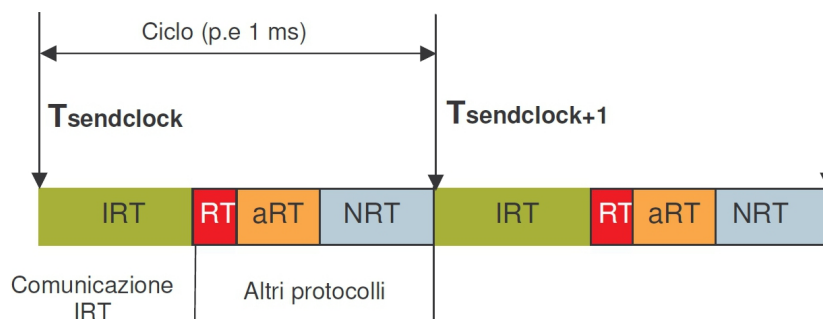 Ciclo (p.e 1 ms)
Tsendclock
Tsendclock+1
IRT RT aRT NRT IRT RT aRT NRT
Comunicazione
IRT
Altri protocolli